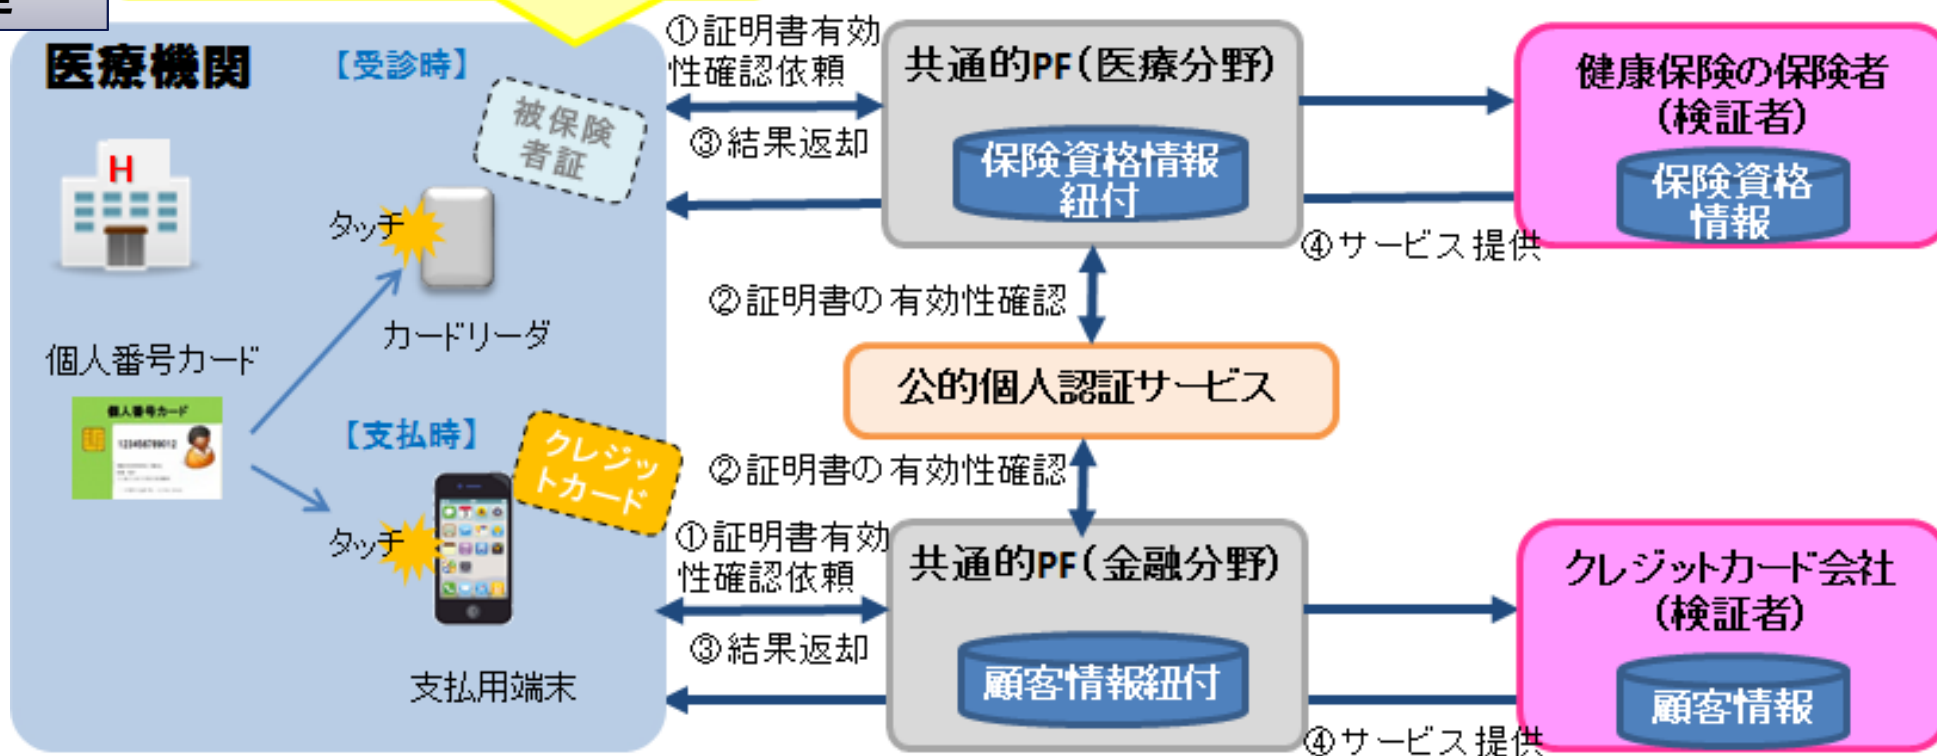 医療機関
【受診時】
被保険
者証
タッチ
カードリーダ
個人番号カード
個人番号カード
123456789012
【支払時】
クレジッ
トカード
タッチ
支払用端末
H
①証明書有効
性確認依頼
③結果返却
共通的PF(医療分野)
保険資格情報
紐付
健康保険の保険者
(検証者)
保険資格
情報
④サービス提供
②証明書の有効性確認
公的個人認証サービス
②証明書の有効性確認
①証明書有効
性確認依頼
③結果返却
共通的PF(金融分野)
顧客情報紐付
クレジットカード会社
(検証者)
顧客情報
④サービス提供